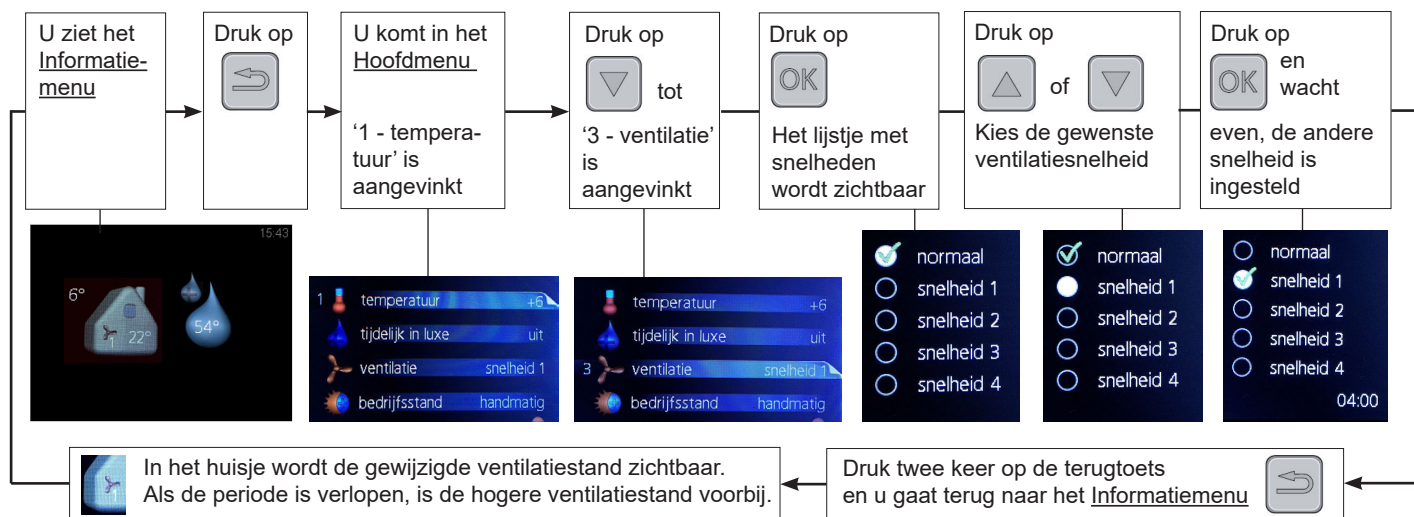 U ziet het
Informatie-
menu
Druk op
U komt in het
Hoofdmenu
‘1 - tempera-
tuur’ is
aangevinkt
Druk op
tot
‘3 - ventilatie’
is
aangevinkt
Druk op
OK
Het lijstje met
snelheden
wordt zichtbaar
Druk op
of
Kies de gewenste
ventilatiesnelheid
Druk op
OK en
wacht
even, de andere
snelheid is
ingesteld
15:43
6°
22°
1
54°
1 temperatuur +6
tijdelijk in luxe uit
ventilatie snelheid 1
bedrijfsstand handmatig
temperatuur +6
tijdelijk in luxe uit
3 ventilatie snelheid 1
bedrijfsstand handmatig
normaal
snelheid 1
snelheid 2
snelheid 3
snelheid 4
normaal
snelheid 1
snelheid 2
snelheid 3
snelheid 4
normaal
snelheid 1
snelheid 2
snelheid 3
snelheid 4
04:00
1
In het huisje wordt de gewijzigde ventilatiestand zichtbaar.
Als de periode is verlopen, is de hogere ventilatiestand voorbij.
Druk twee keer op de terugtoets
en u gaat terug naar het Informatiemenu